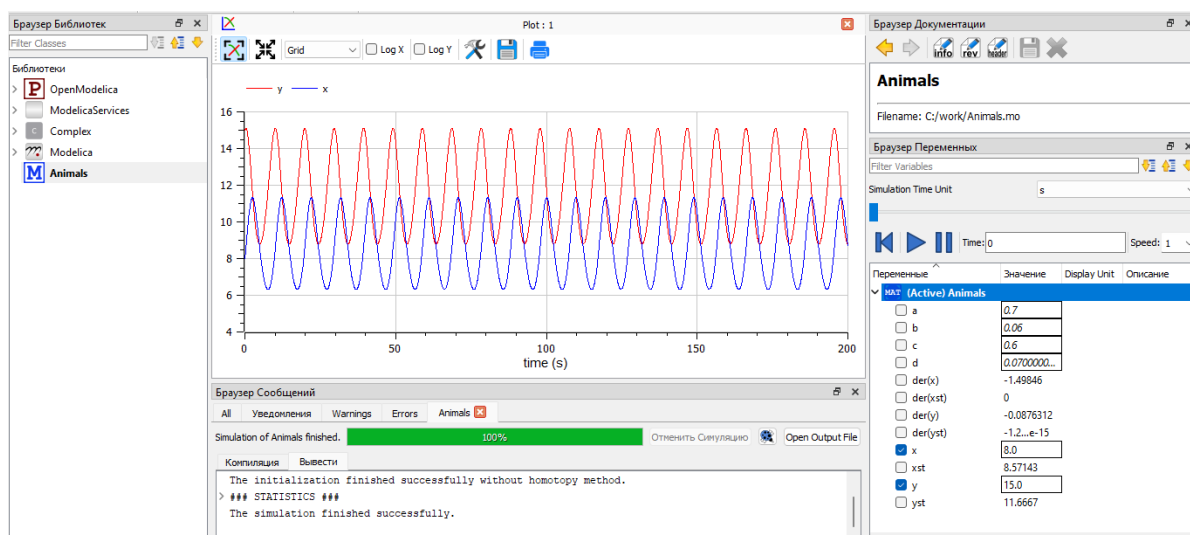 Браузер Библиотек
Filter Classes
Библиотеки
OpenModelica
ModelicaServices
Complex
Modelica
Animals
Plot : 1
Grid
Log X
Log Y
y x
16
14
12
10
8
6
4
0 50 100 150 200
time (s)
Браузер Сообщений
All Уведомления Warnings Errors Animals
Simulation of Animals finished. 100% Отменить Симуляцию Open Output File
Компиляция Вывести
The initialization finished successfully without homotopy method.
### STATISTICS ###
The simulation finished successfully.
Браузер Документации
info rev header
Animals
Filename: C:/work/Animals.mo
Браузер Переменных
Filter Variables
Simulation Time Unit s
Time: 0 Speed: 1
Переменные Значение Display Unit Описание
MAT (Active) Animals
a 0.7
b 0.06
c 0.6
d 0.0700000...
der(x) -1.49846
der(xst) 0
der(y) -0.0876312
der(yst) -1.2...e-15
x 8.0
xst 8.57143
y 15.0
yst 11.6667